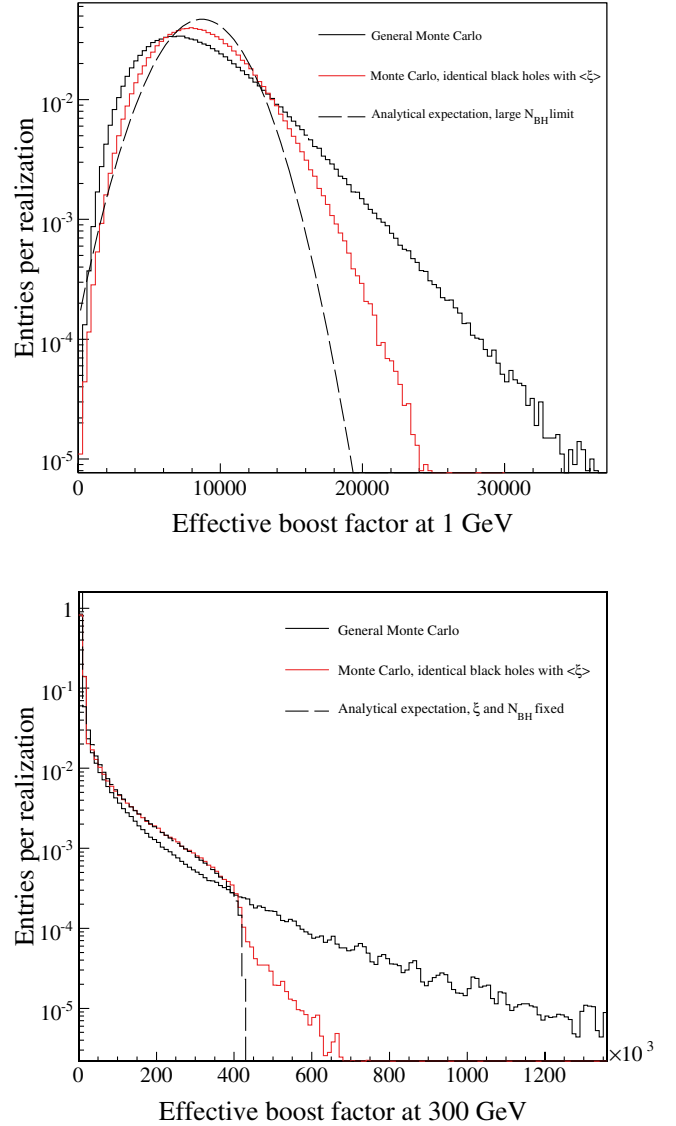 General Monte Carlo
Monte Carlo, identical black holes with <ξ>
Analytical expectation, large N_BH limit
10^-2
10^-3
10^-4
10^-5
Entries per realization
0 10000 20000 30000
Effective boost factor at 1 GeV
General Monte Carlo
Monte Carlo, identical black holes with <ξ>
Analytical expectation, ξ and N_BH fixed
1
10^-1
10^-2
10^-3
10^-4
10^-5
Entries per realization
0 200 400 600 800 1000 1200
×10^3
Effective boost factor at 300 GeV